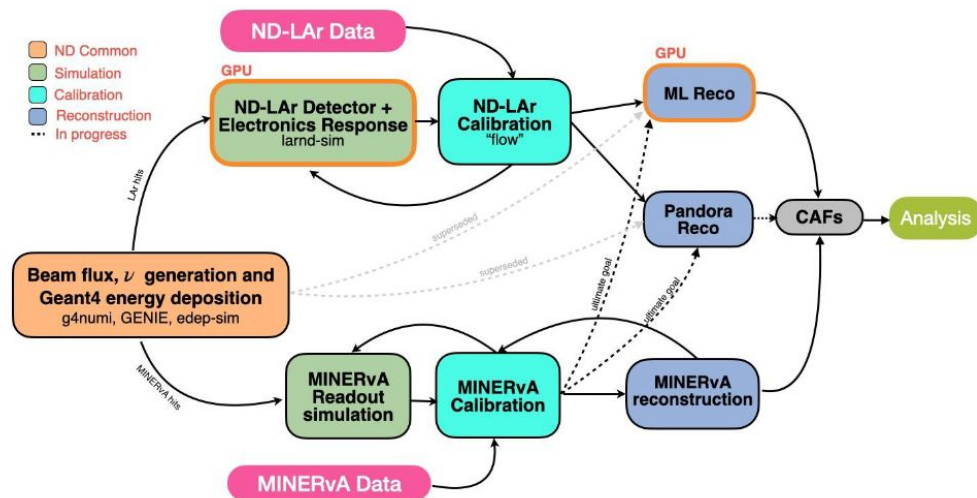 ND-LAr Data
ND Common
Simulation
Calibration
Reconstruction
In progress
GPU
ND-LAr Detector +
Electronics Response
larnd-sim
ND-LAr
Calibration
"flow"
GPU
ML Reco
LAr hits
superseded
superseded
Pandora
Reco
CAFs
Analysis
Beam flux, ν generation and
Geant4 energy deposition
g4numi, GENIE, edep-sim
ultimate goal
ultimate goal
MINERvA hits
MINERvA
Readout
simulation
MINERvA
Calibration
MINERvA
reconstruction
MINERvA Data